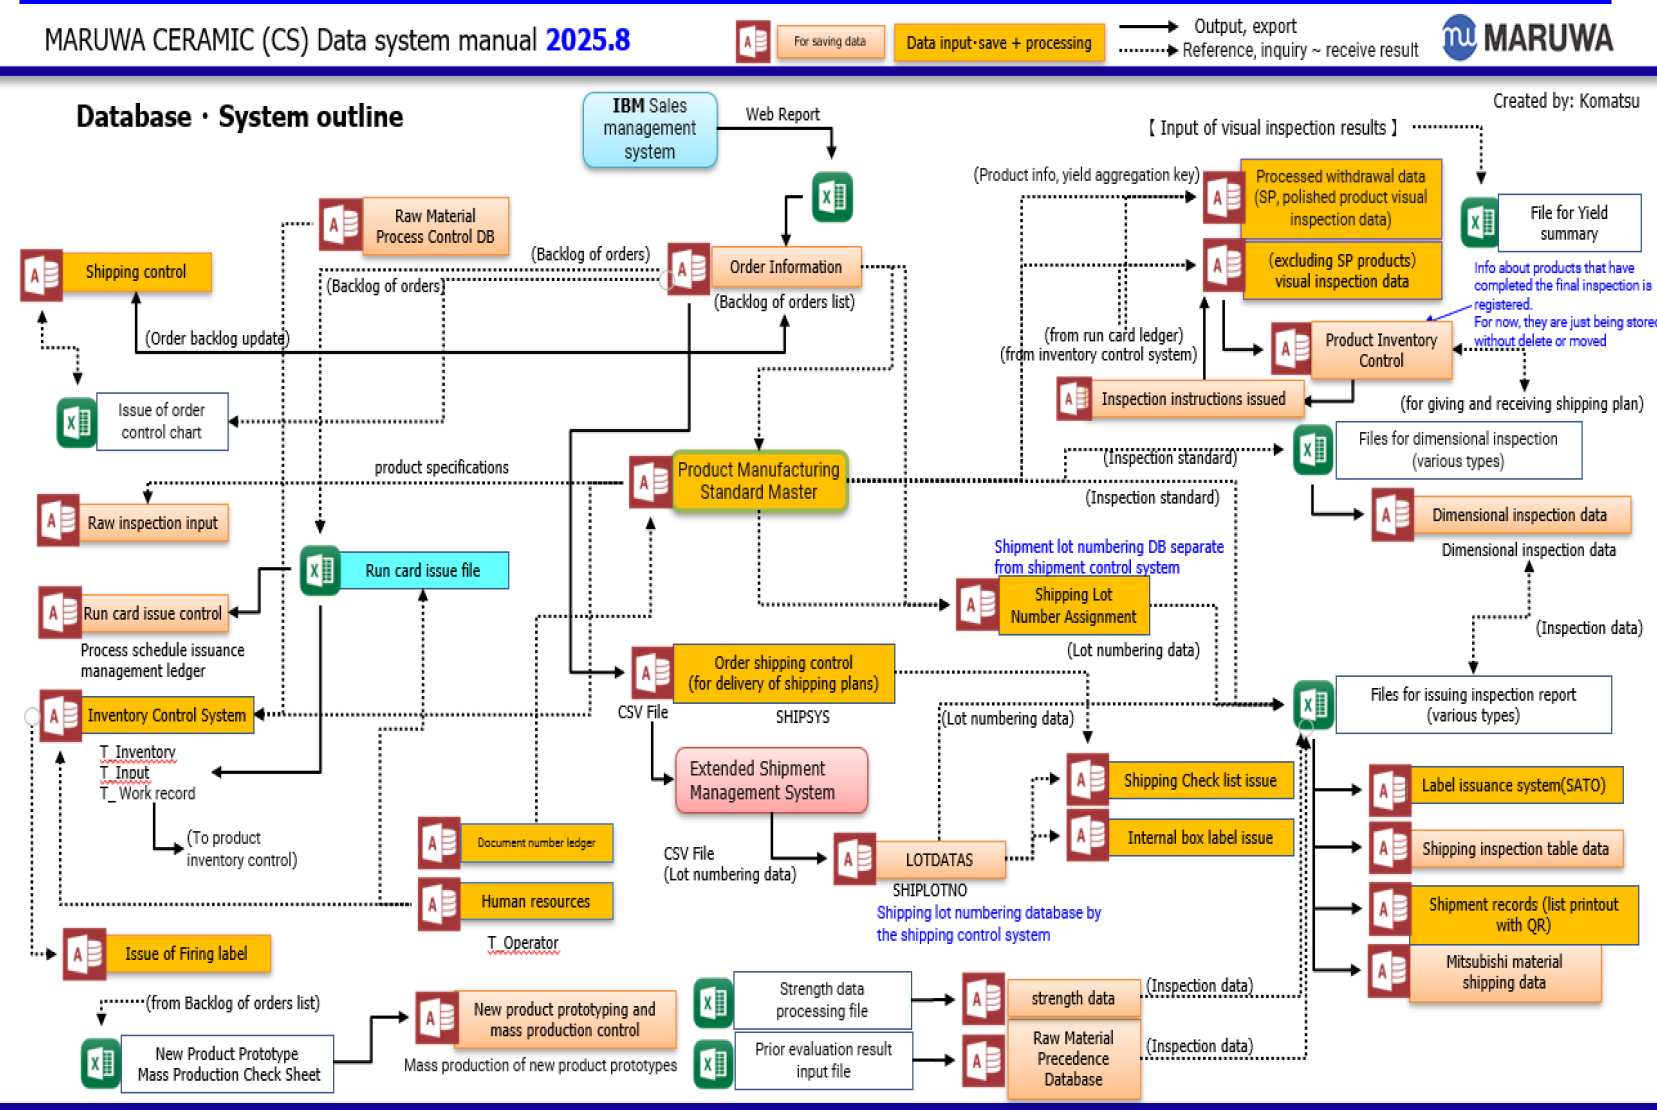 MARUWA CERAMIC (CS) Data system manual 2025.8
For saving data
Data input·save + processing
Output, export
Reference, inquiry ~ receive result
MARUWA
Database · System outline
Created by: Komatsu
IBM Sales
management
system
Web Report
【 Input of visual inspection results 】
(Product info, yield aggregation key)
Processed withdrawal data
(SP, polished product visual
inspection data)
File for Yield
summary
Raw Material
Process Control DB
Shipping control
(Backlog of orders)
(Backlog of orders)
Order Information
(Backlog of orders list)
(excluding SP products)
visual inspection data
Info about products that have
completed the final inspection is
registered.
For now, they are just being stored
without delete or moved
(Order backlog update)
(from run card ledger)
(from inventory control system)
Product Inventory
Control
Inspection instructions issued
(for giving and receiving shipping plan)
Issue of order
control chart
Files for dimensional inspection
(various types)
product specifications
Product Manufacturing
Standard Master
(Inspection standard)
(Inspection standard)
Raw inspection input
Dimensional inspection data
Dimensional inspection data
Run card issue file
Shipment lot numbering DB separate
from shipment control system
Shipping Lot
Number Assignment
Run card issue control
Process schedule issuance
management ledger
(Inspection data)
(Lot numbering data)
Order shipping control
(for delivery of shipping plans)
CSV File
SHIPSYS
Files for issuing inspection report
(various types)
Inventory Control System
(Lot numbering data)
T_Inventory
T_Input
T_ Work record
Extended Shipment
Management System
Shipping Check list issue
Label issuance system(SATO)
(To product
inventory control)
Document number ledger
Internal box label issue
CSV File
(Lot numbering data)
LOTDATAS
SHIPLOTNO
Shipping inspection table data
Human resources
T_Operator
Shipping lot numbering database by
the shipping control system
Shipment records (list printout
with QR)
Issue of Firing label
Mitsubishi material
shipping data
(from Backlog of orders list)
New product prototyping and
mass production control
Strength data
processing file
strength data
(Inspection data)
New Product Prototype
Mass Production Check Sheet
Mass production of new product prototypes
Prior evaluation result
input file
Raw Material
Precedence
Database
(Inspection data)